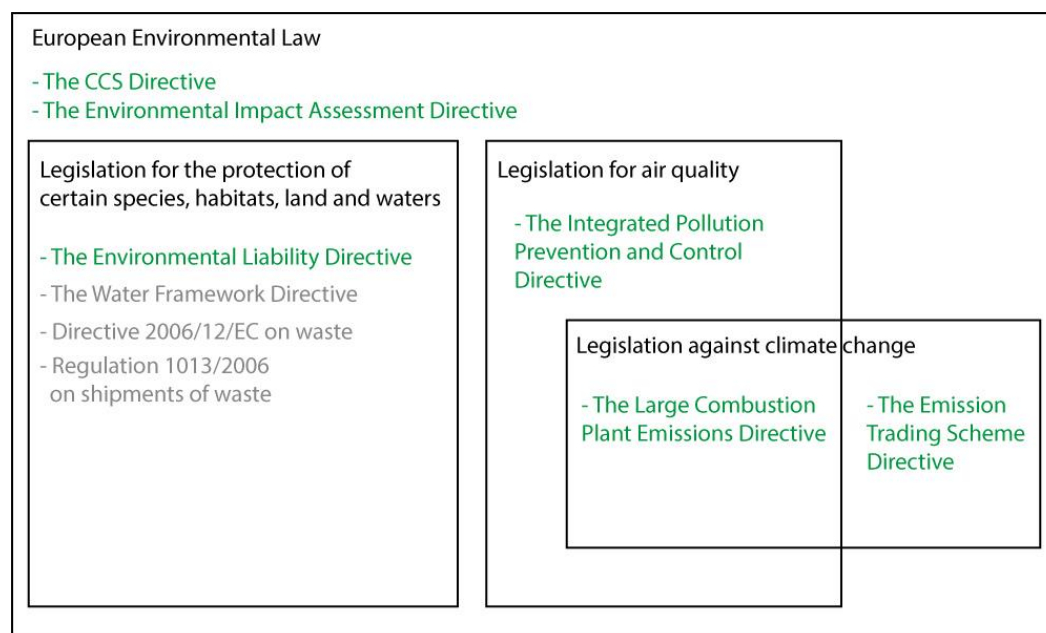 European Environmental Law
- The CCS Directive
- The Environmental Impact Assessment Directive
Legislation for the protection of
certain species, habitats, land and waters
- The Environmental Liability Directive
- The Water Framework Directive
- Directive 2006/12/EC on waste
- Regulation 1013/2006
on shipments of waste
Legislation for air quality
- The Integrated Pollution
Prevention and Control
Directive
Legislation against climate change
- The Large Combustion
Plant Emissions Directive
- The Emission
Trading Scheme
Directive